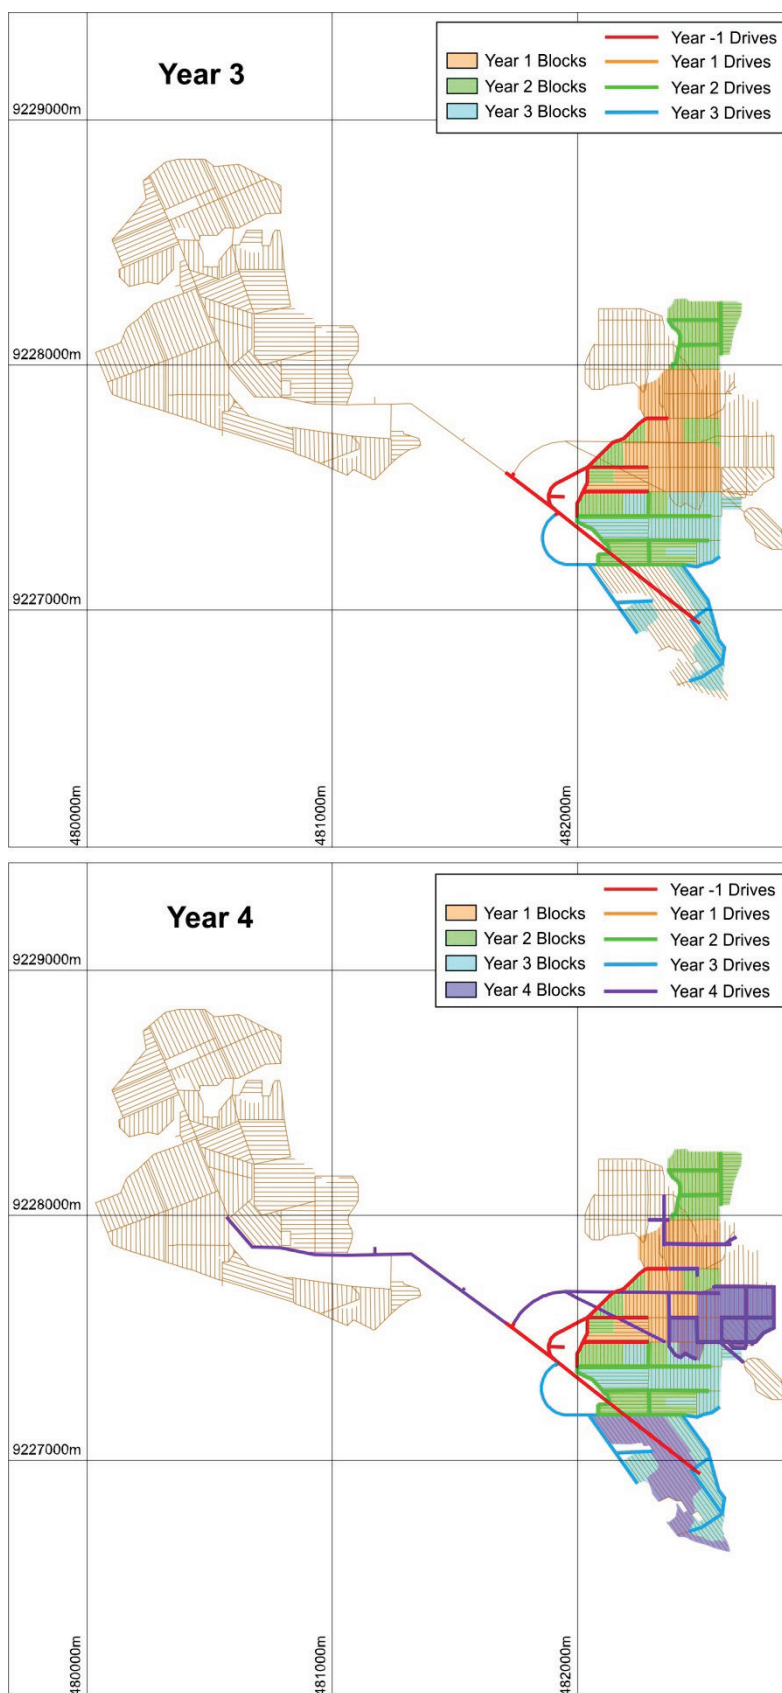 Year 3
Year -1 Drives
Year 1 Blocks
Year 1 Drives
Year 2 Blocks
Year 2 Drives
Year 3 Blocks
Year 3 Drives
9229000m
9228000m
9227000m
480000m
481000m
482000m
Year 4
Year -1 Drives
Year 1 Blocks
Year 1 Drives
Year 2 Blocks
Year 2 Drives
Year 3 Blocks
Year 3 Drives
Year 4 Blocks
Year 4 Drives
9229000m
9228000m
9227000m
480000m
481000m
482000m